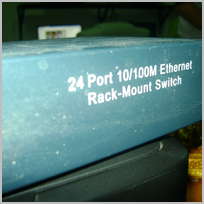 24 Port 10/100M Ethernet
Rack-Mount Switch